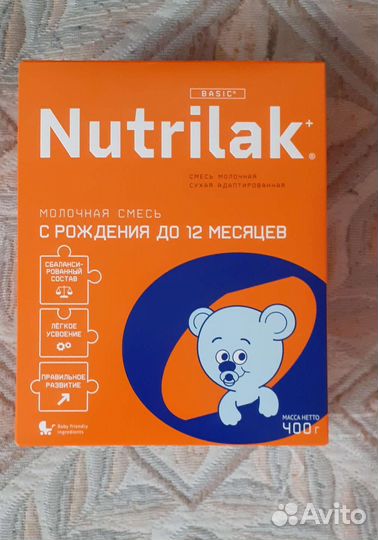 BASIC®
Nutrilak+®
СМЕСЬ МОЛОЧНАЯ
СУХАЯ АДАПТИРОВАННАЯ
МОЛОЧНАЯ СМЕСЬ
С РОЖДЕНИЯ ДО 12 МЕСЯЦЕВ
СБАЛАНСИ-
РОВАННЫЙ
СОСТАВ
ЛЕГКОЕ
УСВОЕНИЕ
ПРАВИЛЬНОЕ
РАЗВИТИЕ
Baby friendly
ingredients
МАССА НЕТТО
400 г
Avito